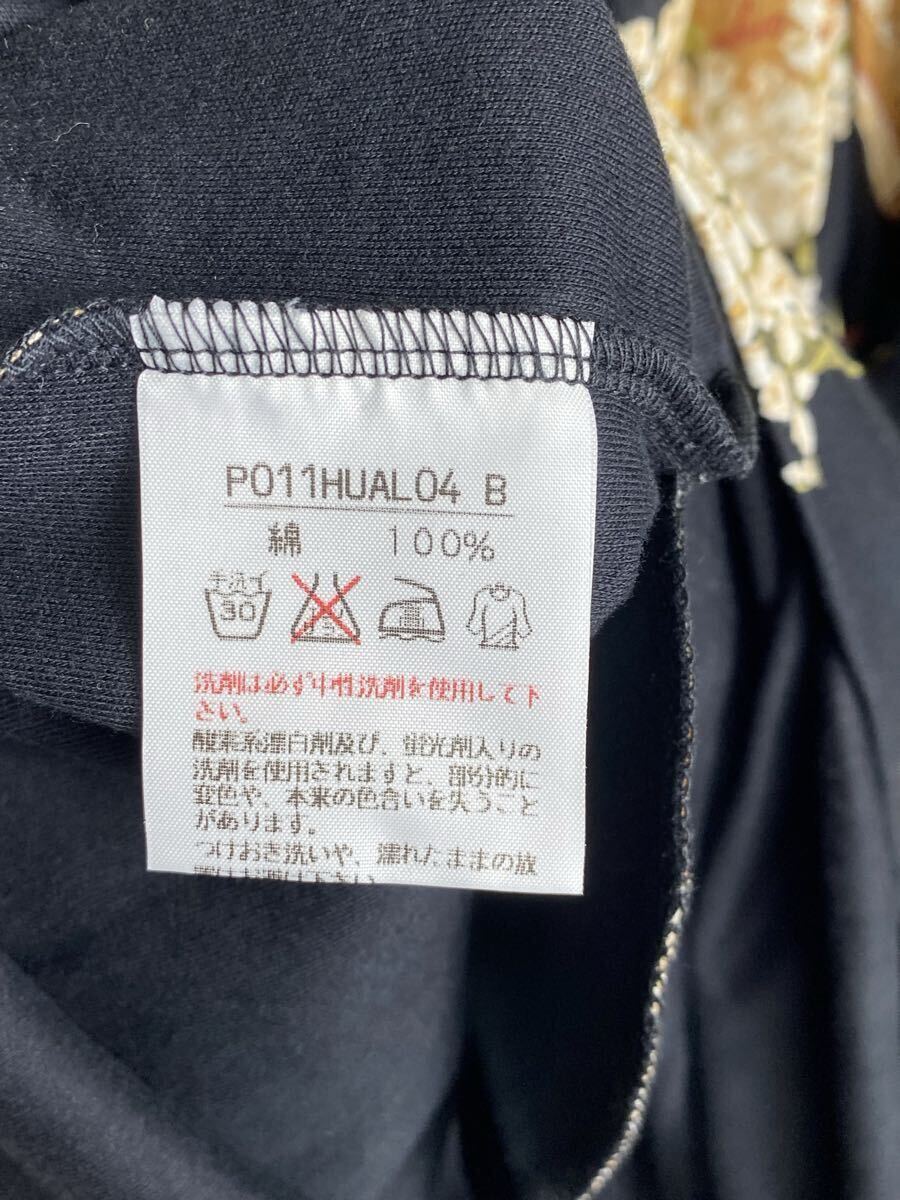 P011HUAL04 B
綿 100%
手洗イ
30
洗剤は必ず中性洗剤を使用して下
さい。
酸素系漂白剤及び、蛍光剤入りの
洗剤を使用されますと、部分的に
変色や、本来の色合いを失うこと
があります。
つけおき洗いや、濡れたままの放